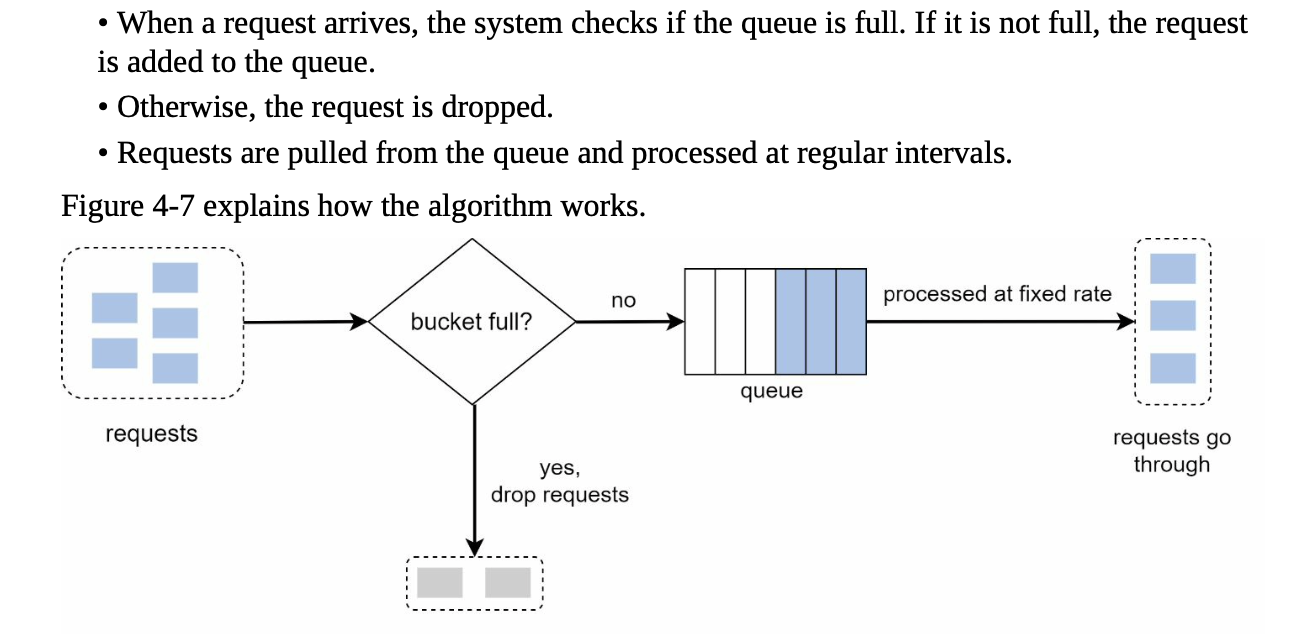 • When a request arrives, the system checks if the queue is full. If it is not full, the request
is added to the queue.
• Otherwise, the request is dropped.
• Requests are pulled from the queue and processed at regular intervals.
Figure 4-7 explains how the algorithm works.
requests
bucket full?
no
queue
processed at fixed rate
requests go
through
yes,
drop requests